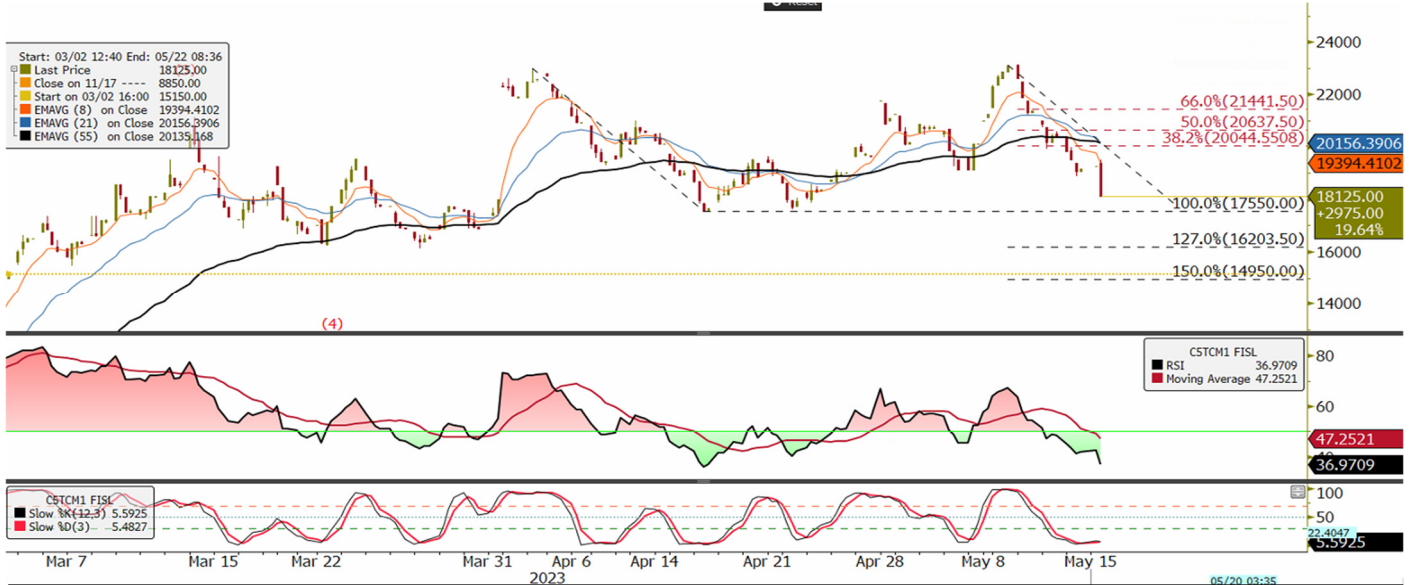 Reset
Start: 03/02 12:40 End: 05/22 08:36
Last Price 18125.00
Close on 11/17 ---- 8850.00
Start on 03/02 16:00 15150.00
EMAVG (8) on Close 19394.4102
EMAVG (21) on Close 20156.3906
EMAVG (55) on Close 20135.168
24000
22000
66.0%(21441.50)
50.0%(20637.50)
38.2%(20044.5508)
20156.3906
19394.4102
18125.00
+2975.00
19.64%
100.0%(17550.00)
127.0%(16203.50)
16000
150.0%(14950.00)
14000
(4)
C5TCM1 FISL
RSI 36.9709
Moving Average 47.2521
80
60
47.2521
36.9709
C5TCM1 FISL
Slow %K(12,3) 5.5925
Slow %D(3) 5.4827
100
50
22.4047
5.5925
Mar 7 Mar 15 Mar 22 Mar 31 Apr 6 Apr 14 Apr 21 Apr 28 May 8 May 15
2023
05/20 03:35